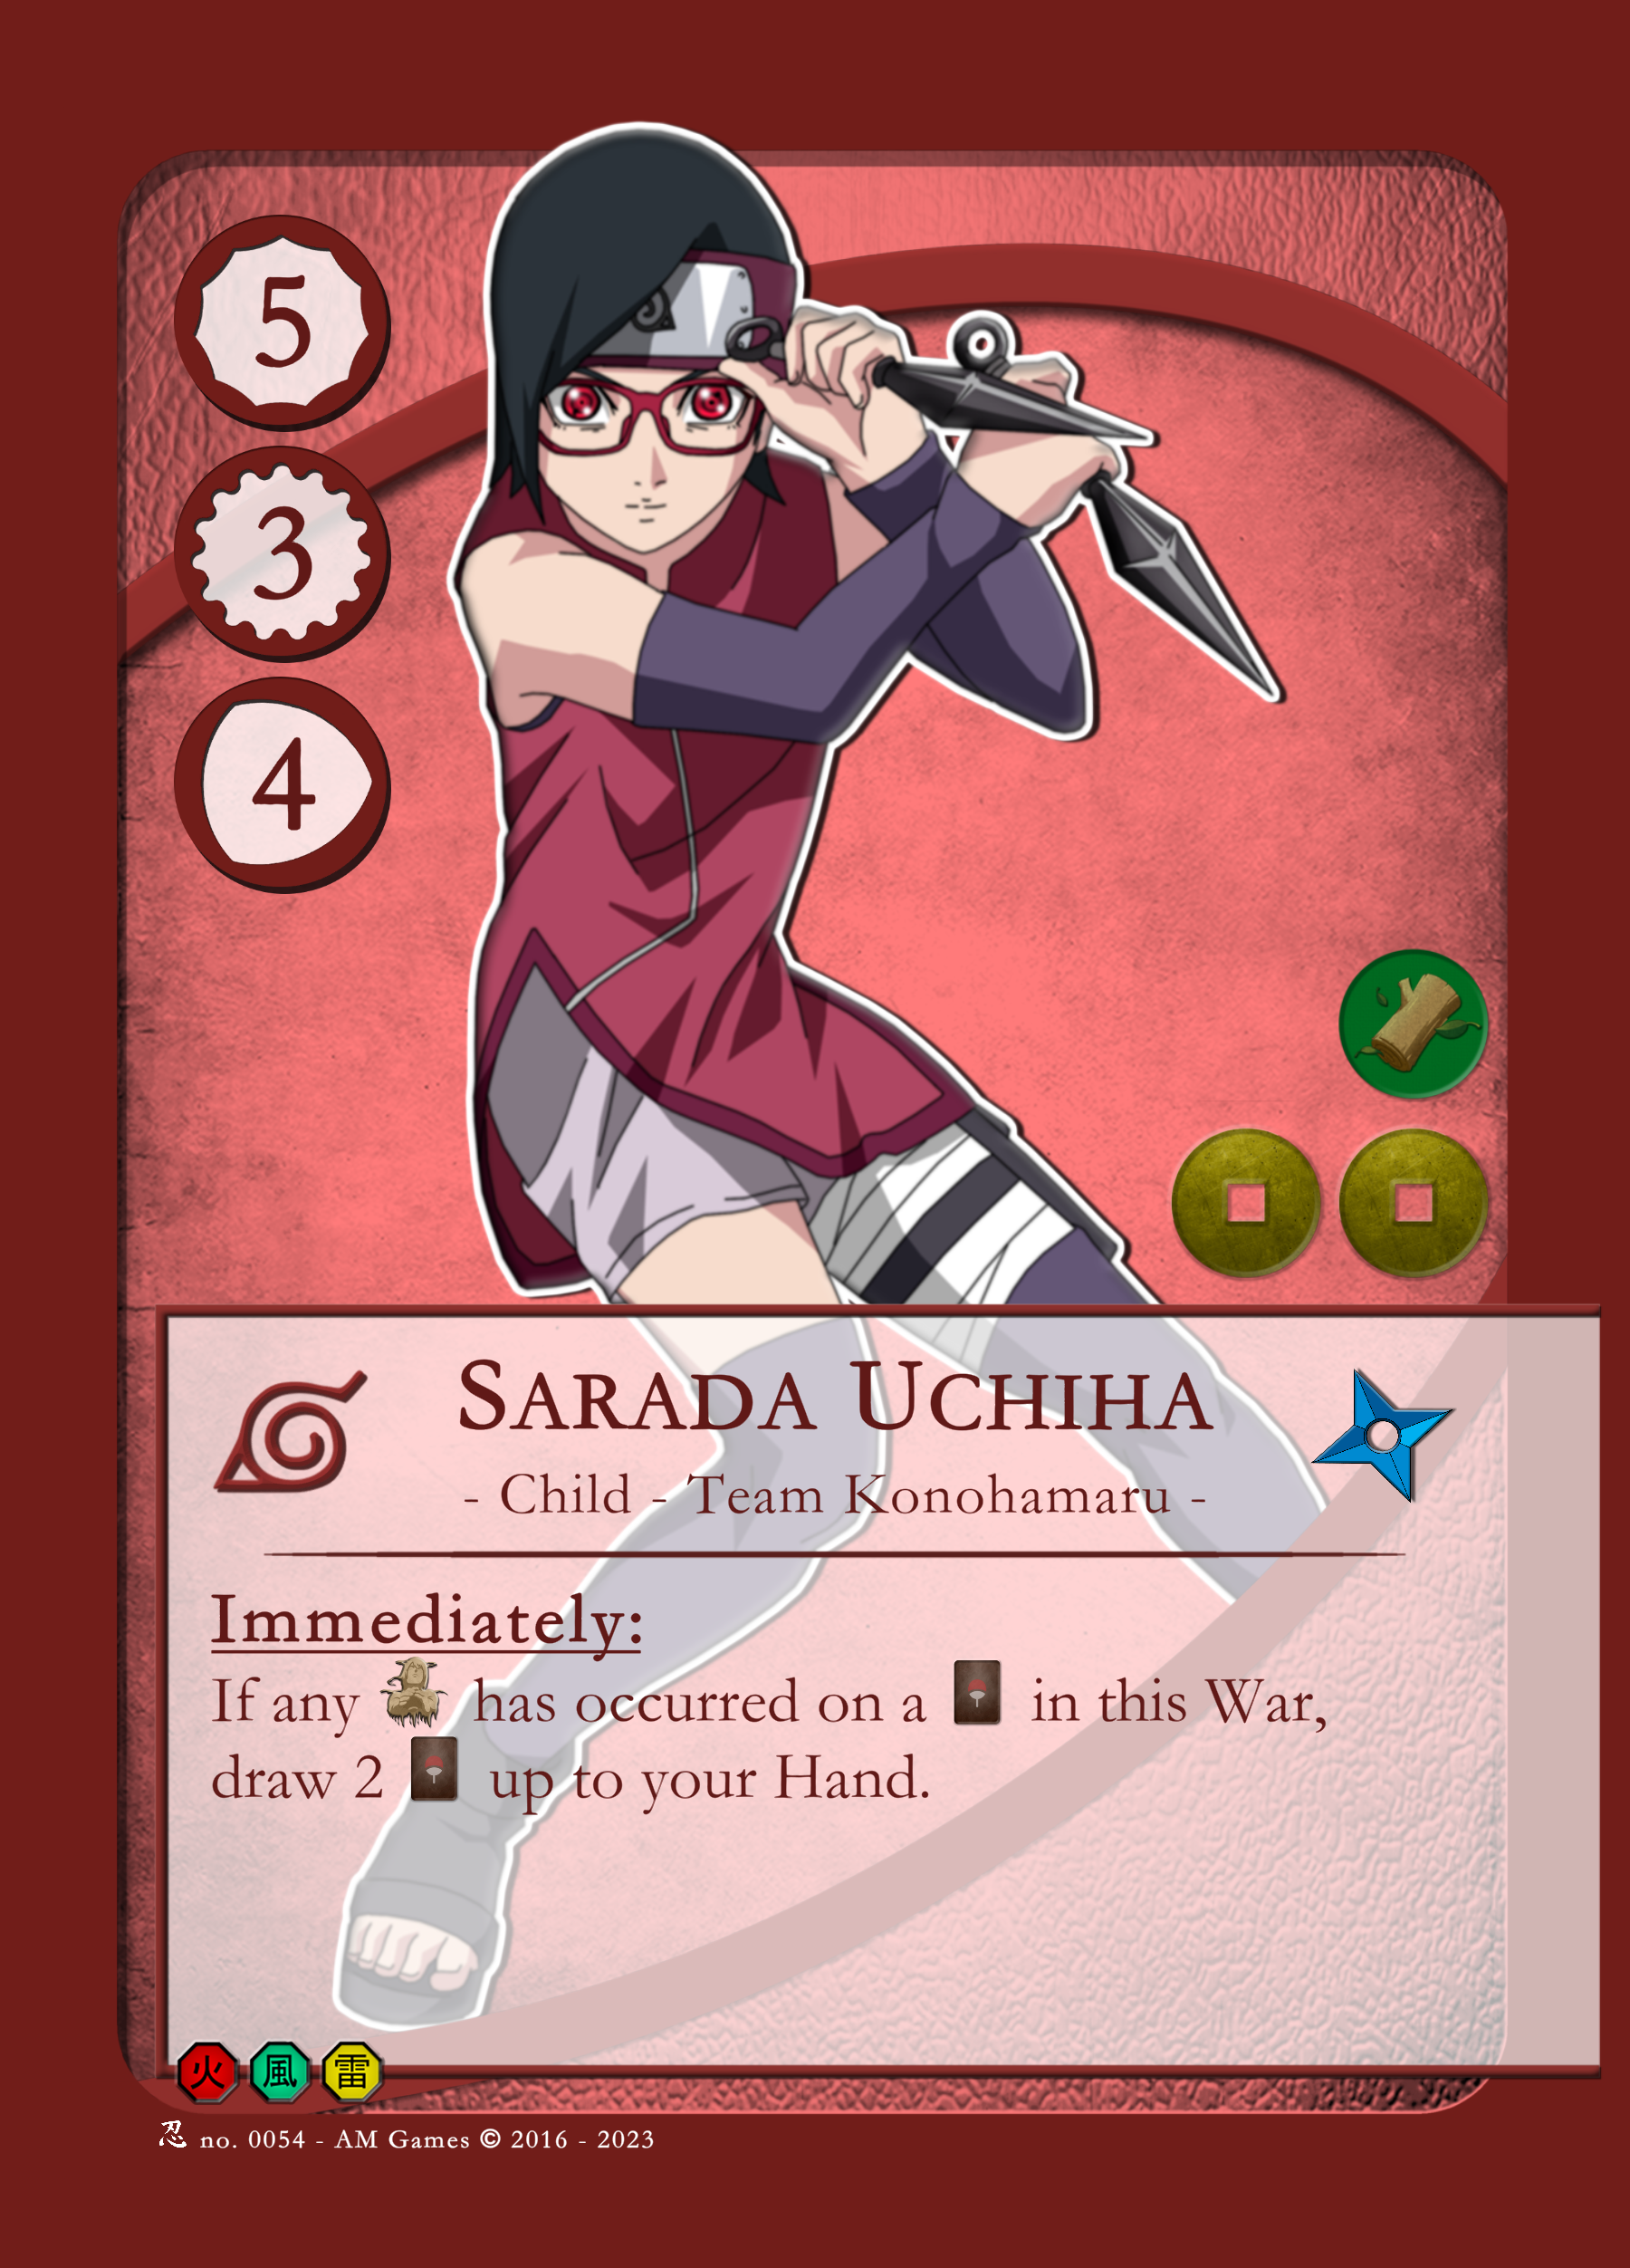 5
3
4
Sarada Uchiha
- Child - Team Konohamaru -
Immediately:
If any has occurred on a in this War,
draw 2 up to your Hand.
火 風 雷
忍 no. 0054 - AM Games © 2016 - 2023